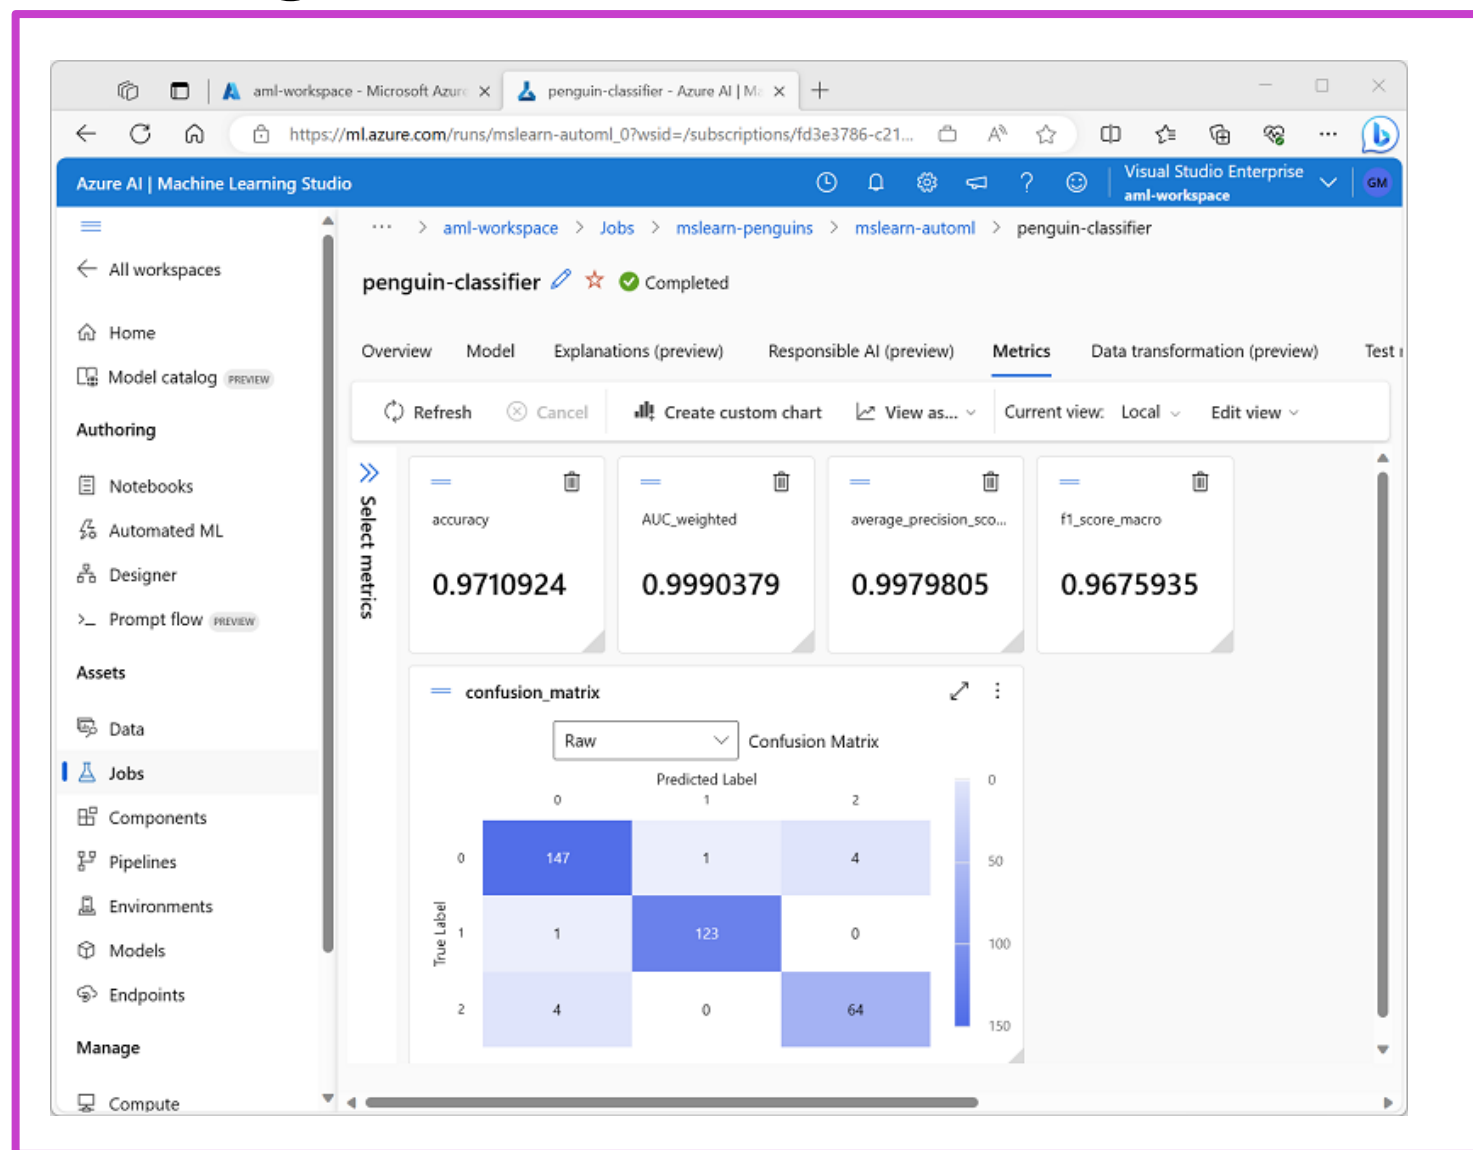 aml-workspace - Microsoft Azure
penguin-classifier - Azure AI | Ma
https://ml.azure.com/runs/mslearn-automl_0?wsid=/subscriptions/fd3e3786-c21...
Azure AI | Machine Learning Studio
Visual Studio Enterprise
aml-workspace
GM
All workspaces
Home
Model catalog PREVIEW
Authoring
Notebooks
Automated ML
Designer
>_ Prompt flow PREVIEW
Assets
Data
Jobs
Components
Pipelines
Environments
Models
Endpoints
Manage
Compute
... > aml-workspace > Jobs > mslearn-penguins > mslearn-automl > penguin-classifier
penguin-classifier Completed
Overview Model Explanations (preview) Responsible AI (preview) Metrics Data transformation (preview) Test
Refresh Cancel Create custom chart View as... Current view: Local Edit view
Select metrics
accuracy
0.9710924
AUC_weighted
0.9990379
average_precision_sco...
0.9979805
f1_score_macro
0.9675935
confusion_matrix
Raw Confusion Matrix
Predicted Label
0 1 2
True Label
0 147 1 4
1 1 123 0
2 4 0 64
0
50
100
150